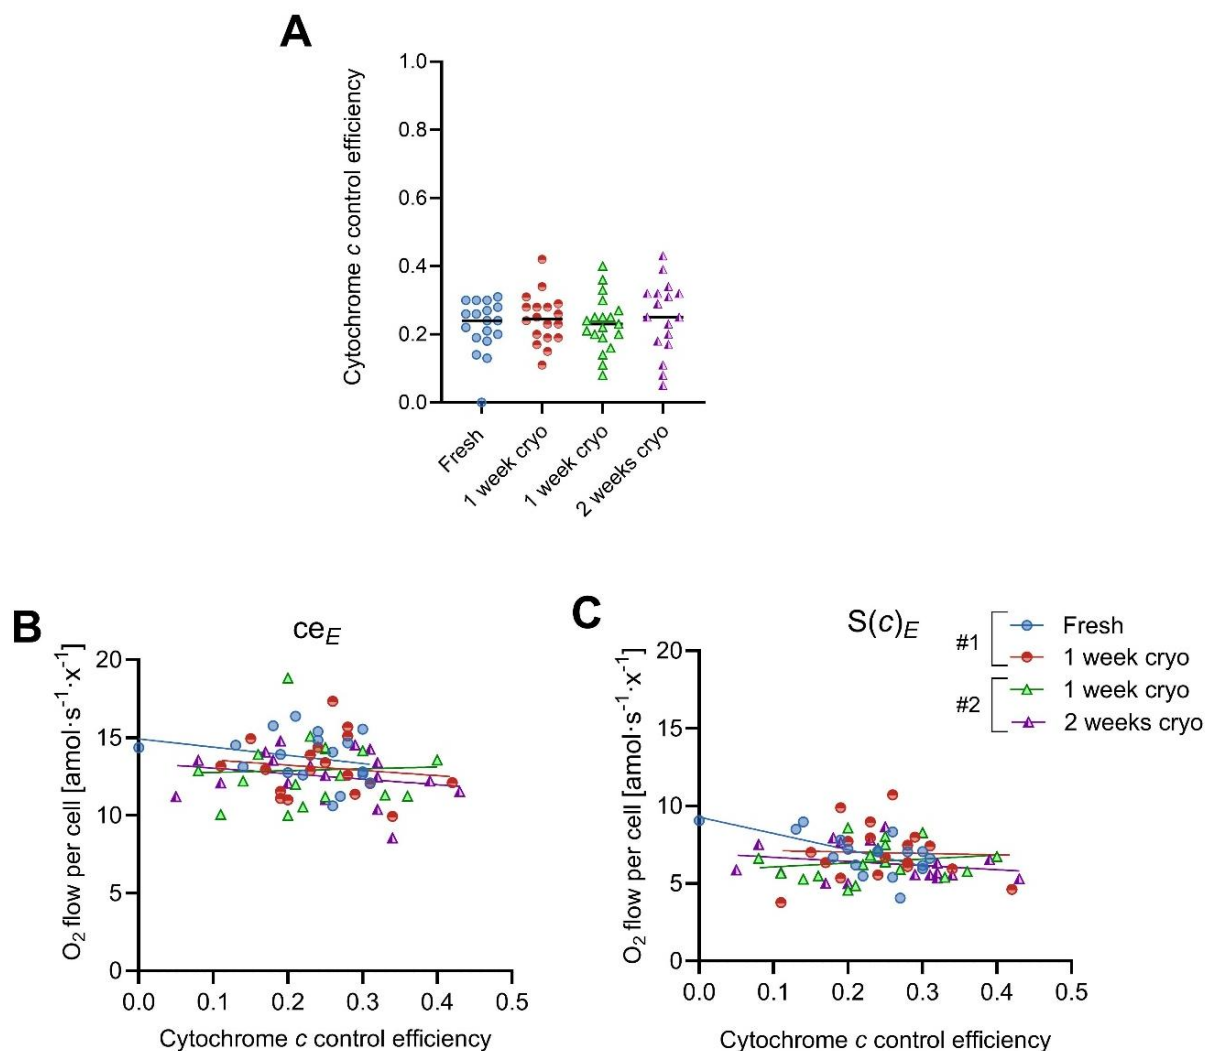 A
Cytochrome c control efficiency
1.0
0.8
0.6
0.4
0.2
0.0
Fresh
1 week cryo
1 week cryo
2 weeks cryo
B
ceE
O2 flow per cell [amol·s-1·x-1]
20
15
10
5
0
0.0 0.1 0.2 0.3 0.4 0.5
Cytochrome c control efficiency
C
S(c)E
O2 flow per cell [amol·s-1·x-1]
20
15
10
5
0
0.0 0.1 0.2 0.3 0.4 0.5
Cytochrome c control efficiency
#1
Fresh
1 week cryo
#2
1 week cryo
2 weeks cryo